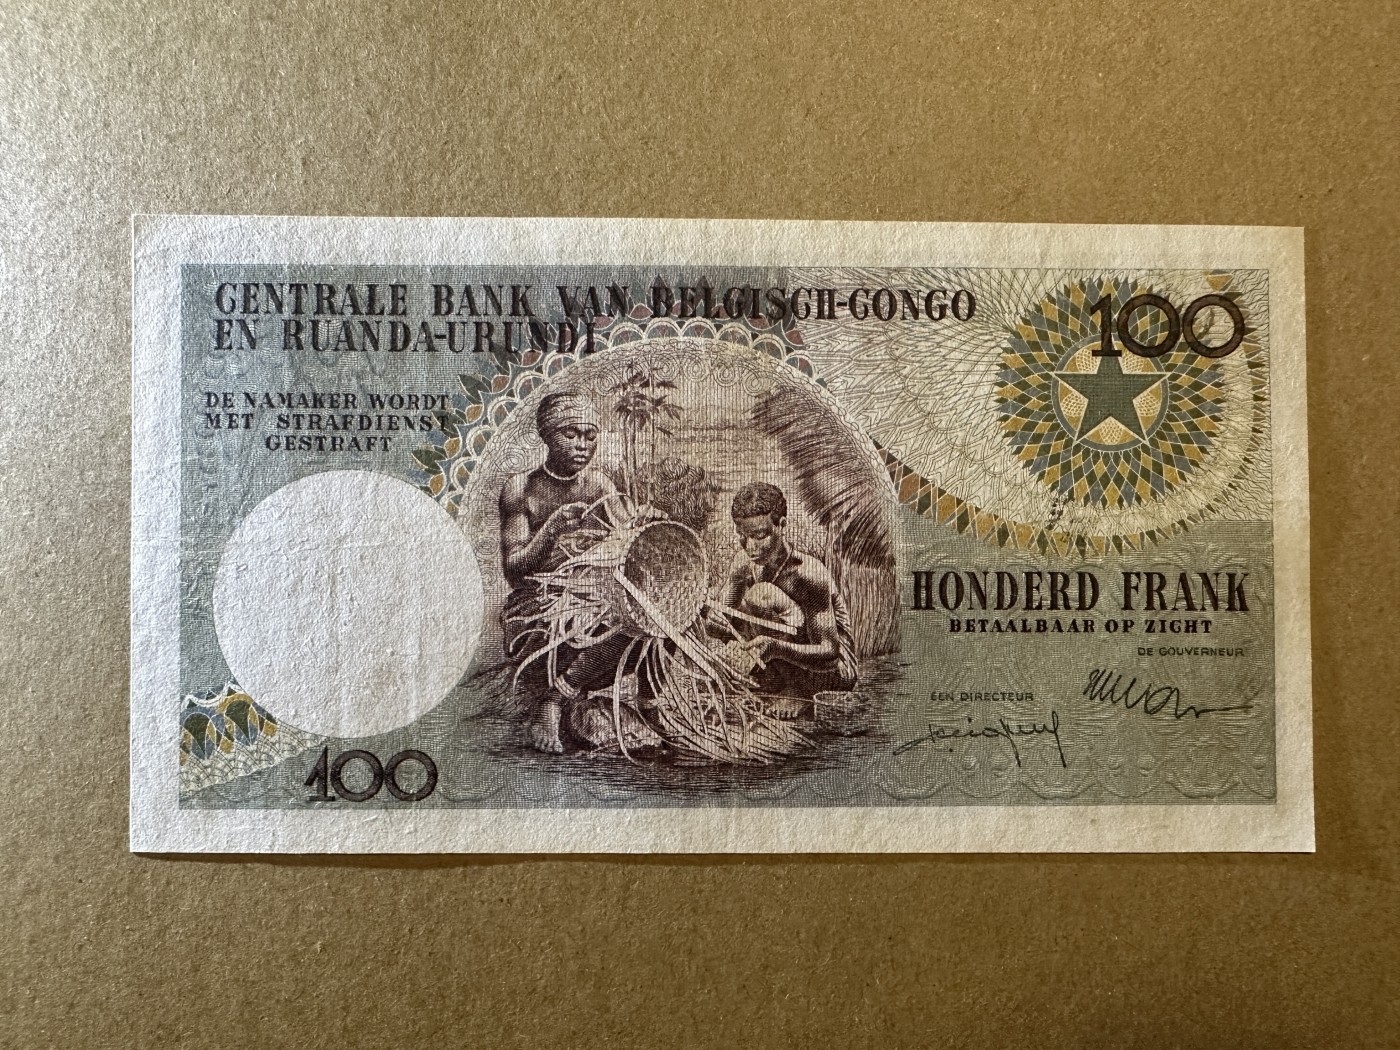 CENTRALE BANK VAN BELGISCH-CONGO
EN RUANDA-URUNDI
100
DE NAMAKER WORDT
MET STRAFDIENST
GESTRAFT
HONDERD FRANK
BETAALBAAR OP ZICHT
DE GOUVERNEUR
EEN DIRECTEUR
100